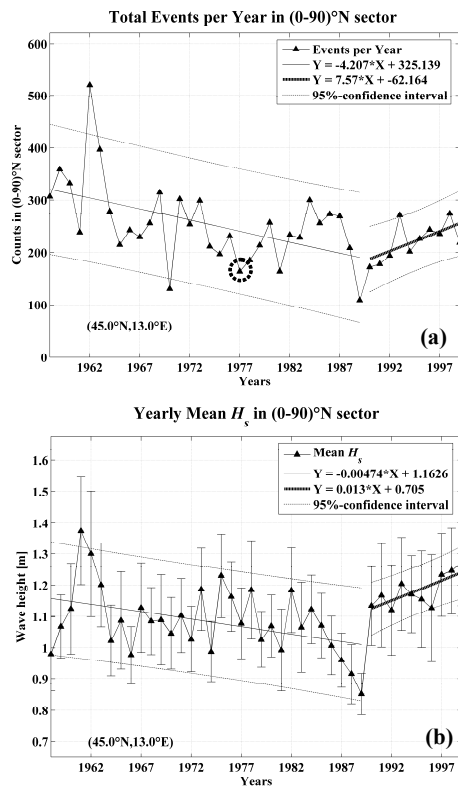 Total Events per Year in (0-90)°N sector
600
500
400
300
200
100
0
Counts in (0-90)°N sector
Events per Year
Y = -4.207*X + 325.139
Y = 7.57*X + -62.164
95%-confidence interval
(45.0°N,13.0°E)
(a)
1962 1967 1972 1977 1982 1987 1992 1997
Years
Yearly Mean Hs in (0-90)°N sector
1.6
1.5
1.4
1.3
1.2
1.1
1
0.9
0.8
0.7
Wave height [m]
Mean Hs
Y = -0.00474*X + 1.1626
Y = 0.013*X + 0.705
95%-confidence interval
(45.0°N,13.0°E)
(b)
1962 1967 1972 1977 1982 1987 1992 1997
Years